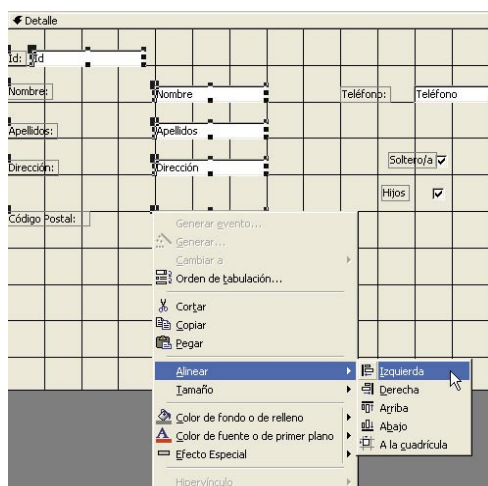 Detalle
Id: Id
Nombre: Nombre Teléfono: Teléfono
Apellidos: Apellidos
Soltero/a
Dirección: Dirección
Hijos
Código Postal:
Generar evento...
Generar...
Cambiar a
Orden de tabulación...
Cortar
Copiar
Pegar
Alinear
Izquierda
Tamaño
Derecha
Arriba
Color de fondo o de relleno
Abajo
Color de fuente o de primer plano
A la cuadrícula
Efecto Especial
Hipervínculo